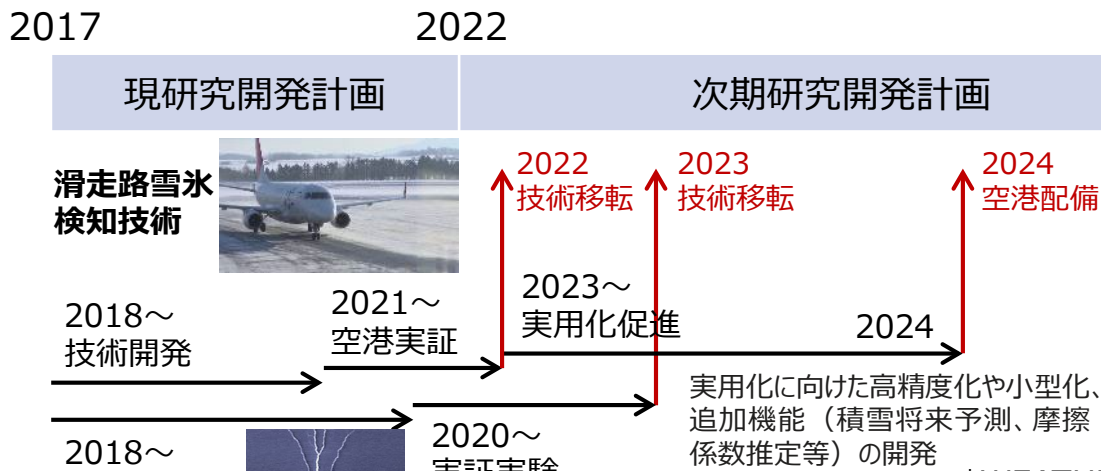 2017
2022
現研究開発計画
次期研究開発計画
滑走路雪氷
検知技術
2022
技術移転
2023
技術移転
2024
空港配備
2018～
技術開発
2021～
空港実証
2023～
実用化促進
2024
実用化に向けた高精度化や小型化、
追加機能（積雪将来予測、摩擦
係数推定等）の開発
2018～
2020～
実証実験